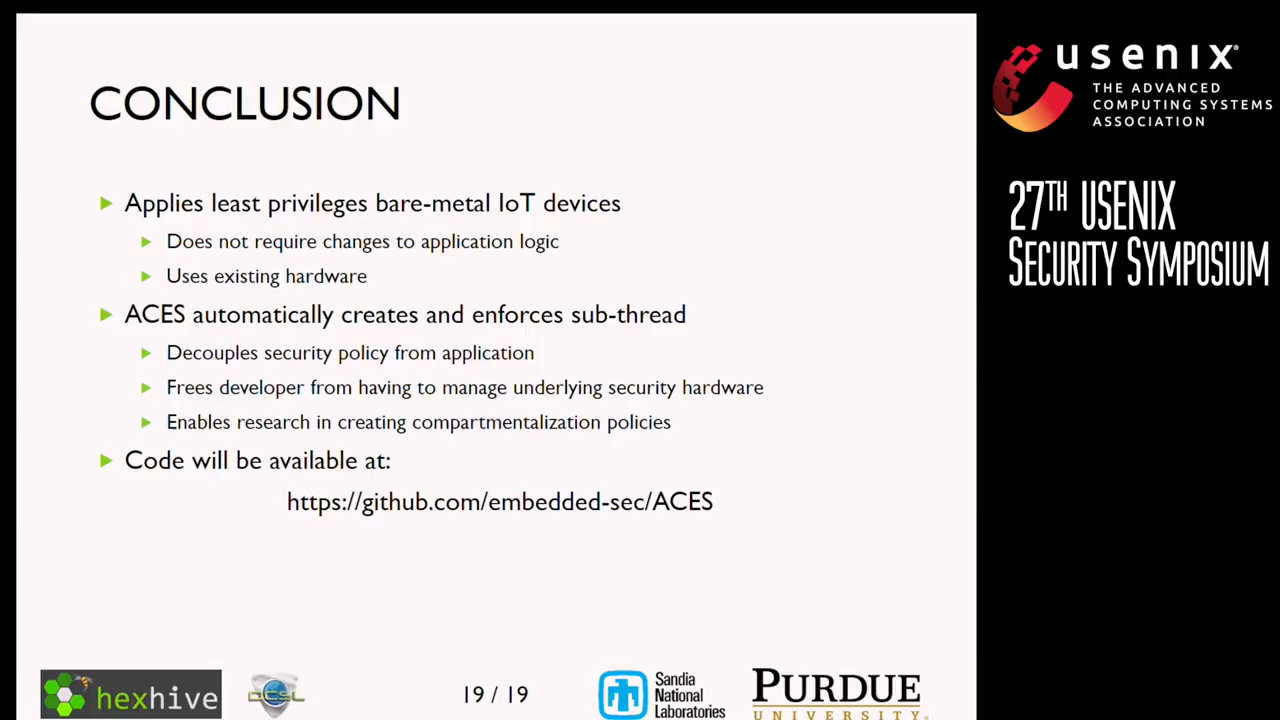 CONCLUSION
Applies least privileges bare-metal IoT devices
Does not require changes to application logic
Uses existing hardware
ACES automatically creates and enforces sub-thread
Decouples security policy from application
Frees developer from having to manage underlying security hardware
Enables research in creating compartmentalization policies
Code will be available at:
https://github.com/embedded-sec/ACES
hexhive
19 / 19
Sandia
National
Laboratories
PURDUE
UNIVERSITY
usenix®
THE ADVANCED
COMPUTING SYSTEMS
ASSOCIATION
27TH USENIX
SECURITY SYMPOSIUM